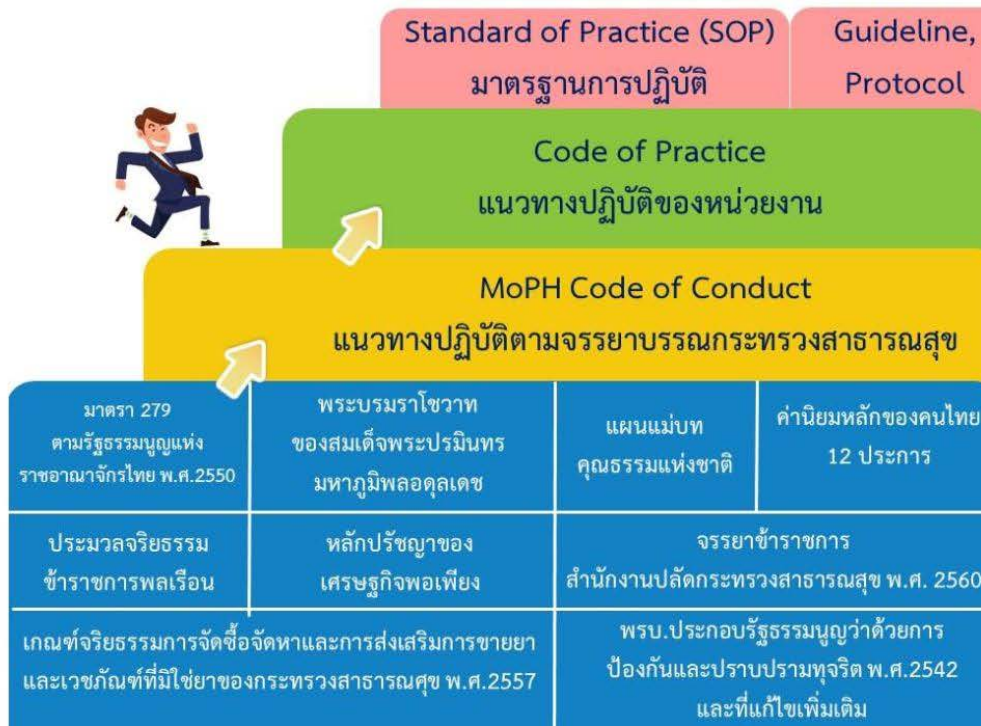 Standard of Practice (SOP)
มาตรฐานการปฏิบัติ
Guideline,
Protocol
Code of Practice
แนวทางปฏิบัติของหน่วยงาน
MoPH Code of Conduct
แนวทางปฏิบัติตามจรรยาบรรณกระทรวงสาธารณสุข
มาตรา 279
ตามรัฐธรรมนูญแห่ง
ราชอาณาจักรไทย พ.ศ.2550
พระบรมราโชวาท
ของสมเด็จพระปรมินทร
มหาภูมิพลอดุลเดช
แผนแม่บท
คุณธรรมแห่งชาติ
ค่านิยมหลักของคนไทย
12 ประการ
ประมวลจริยธรรม
ข้าราชการพลเรือน
หลักปรัชญาของ
เศรษฐกิจพอเพียง
จรรยาข้าราชการ
สำนักงานปลัดกระทรวงสาธารณสุข พ.ศ. 2560
เกณฑ์จริยธรรมการจัดซื้อจัดหาและการส่งเสริมการขายยา
และเวชภัณฑ์ที่มิใช่ยาของกระทรวงสาธารณศุข พ.ศ.2557
พรบ.ประกอบรัฐธรรมนูญว่าด้วยการ
ป้องกันและปราบปรามทุจริต พ.ศ.2542
และที่แก้ไขเพิ่มเติม